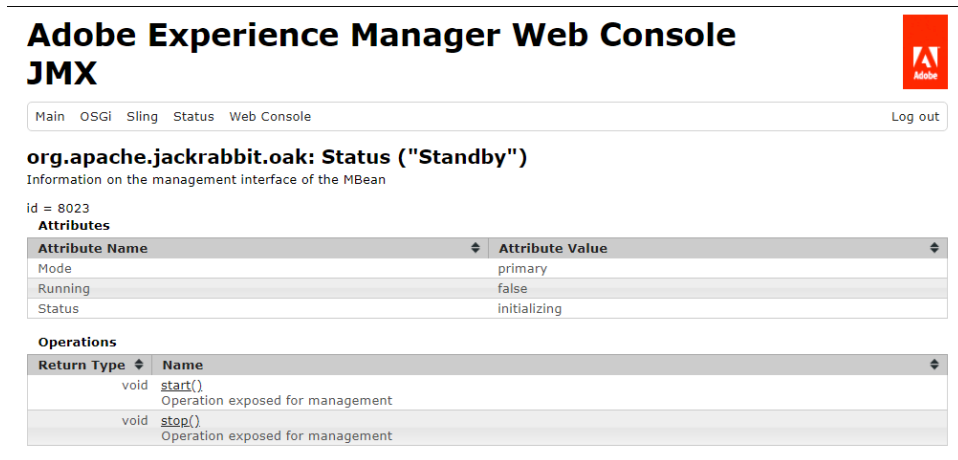 Adobe Experience Manager Web Console
JMX
Adobe
Main OSGi Sling Status Web Console Log out
org.apache.jackrabbit.oak: Status ("Standby")
Information on the management interface of the MBean
id = 8023
Attributes
Attribute Name Attribute Value
Mode primary
Running false
Status initializing
Operations
Return Type Name
void start()
Operation exposed for management
void stop()
Operation exposed for management